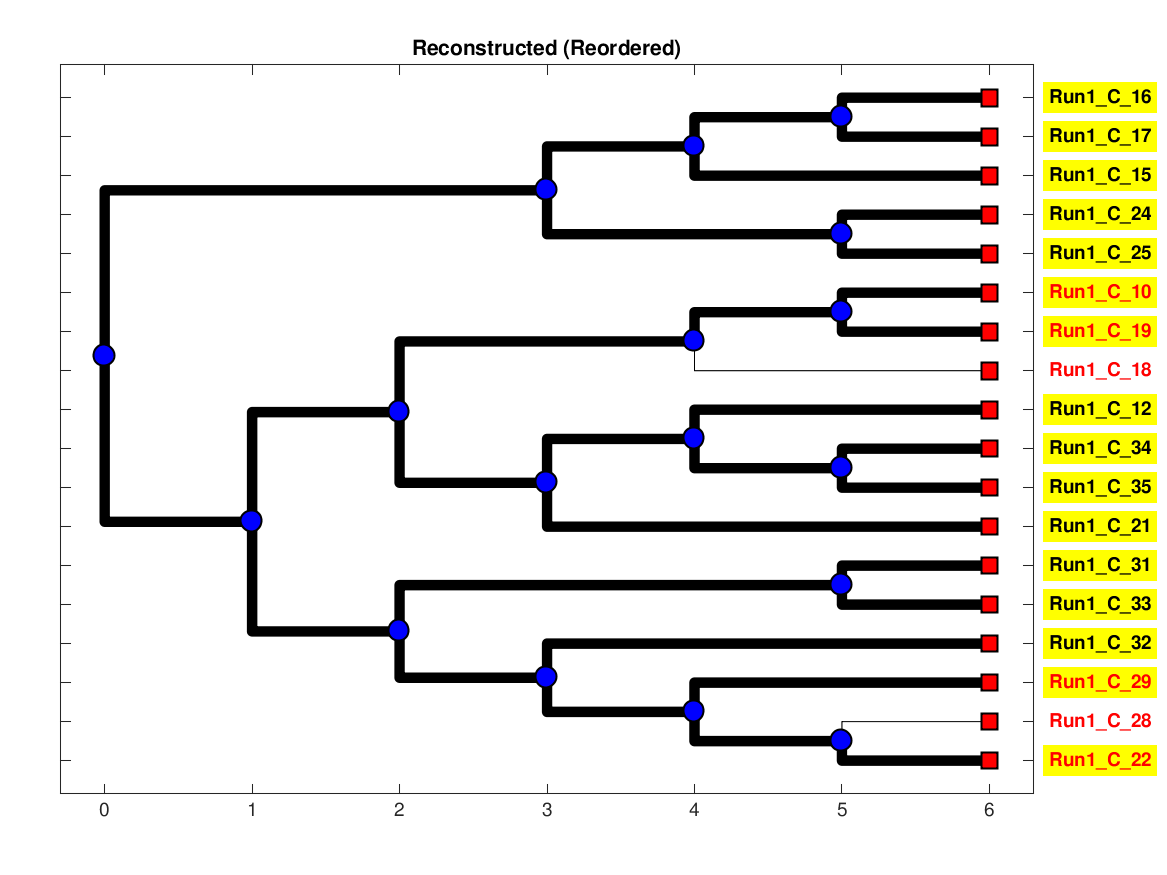 Reconstructed (Reordered)
Run1_C_16
Run1_C_17
Run1_C_15
Run1_C_24
Run1_C_25
Run1_C_10
Run1_C_19
Run1_C_18
Run1_C_12
Run1_C_34
Run1_C_35
Run1_C_21
Run1_C_31
Run1_C_33
Run1_C_32
Run1_C_29
Run1_C_28
Run1_C_22
0 1 2 3 4 5 6